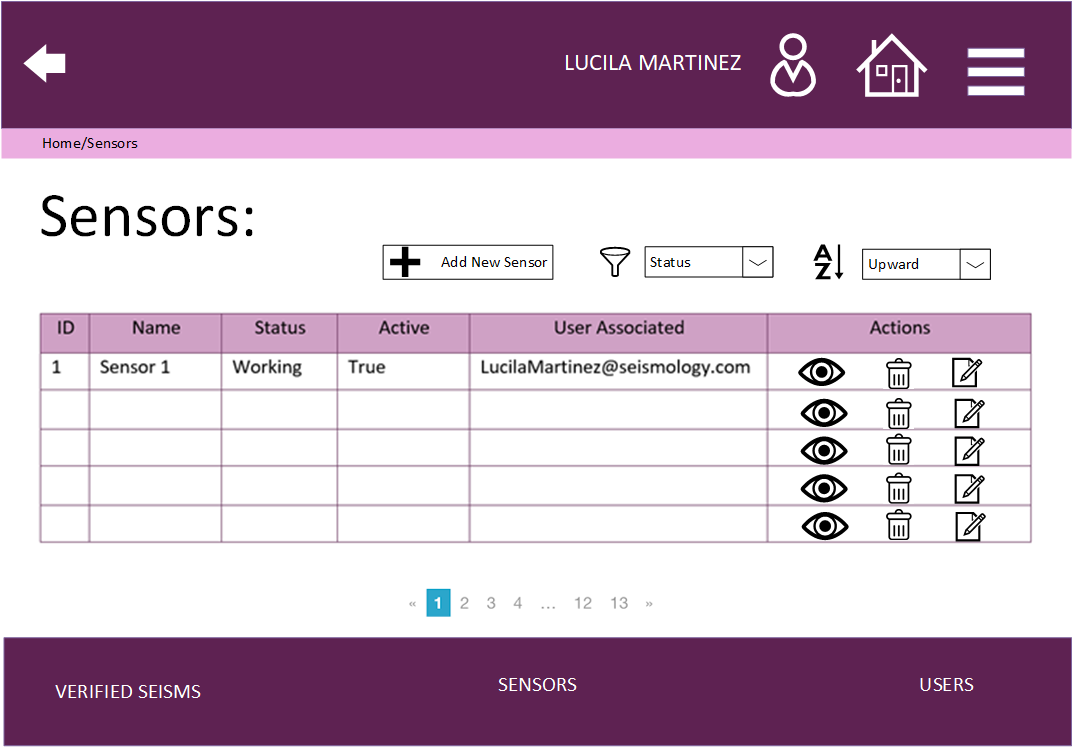 LUCILA MARTINEZ
Home/Sensors
Sensors:
Add New Sensor
Status
A
Z
Upward
ID Name Status Active User Associated Actions
1 Sensor 1 Working True LucilaMartinez@seismology.com
« 1 2 3 4 ... 12 13 »
VERIFIED SEISMS
SENSORS
USERS